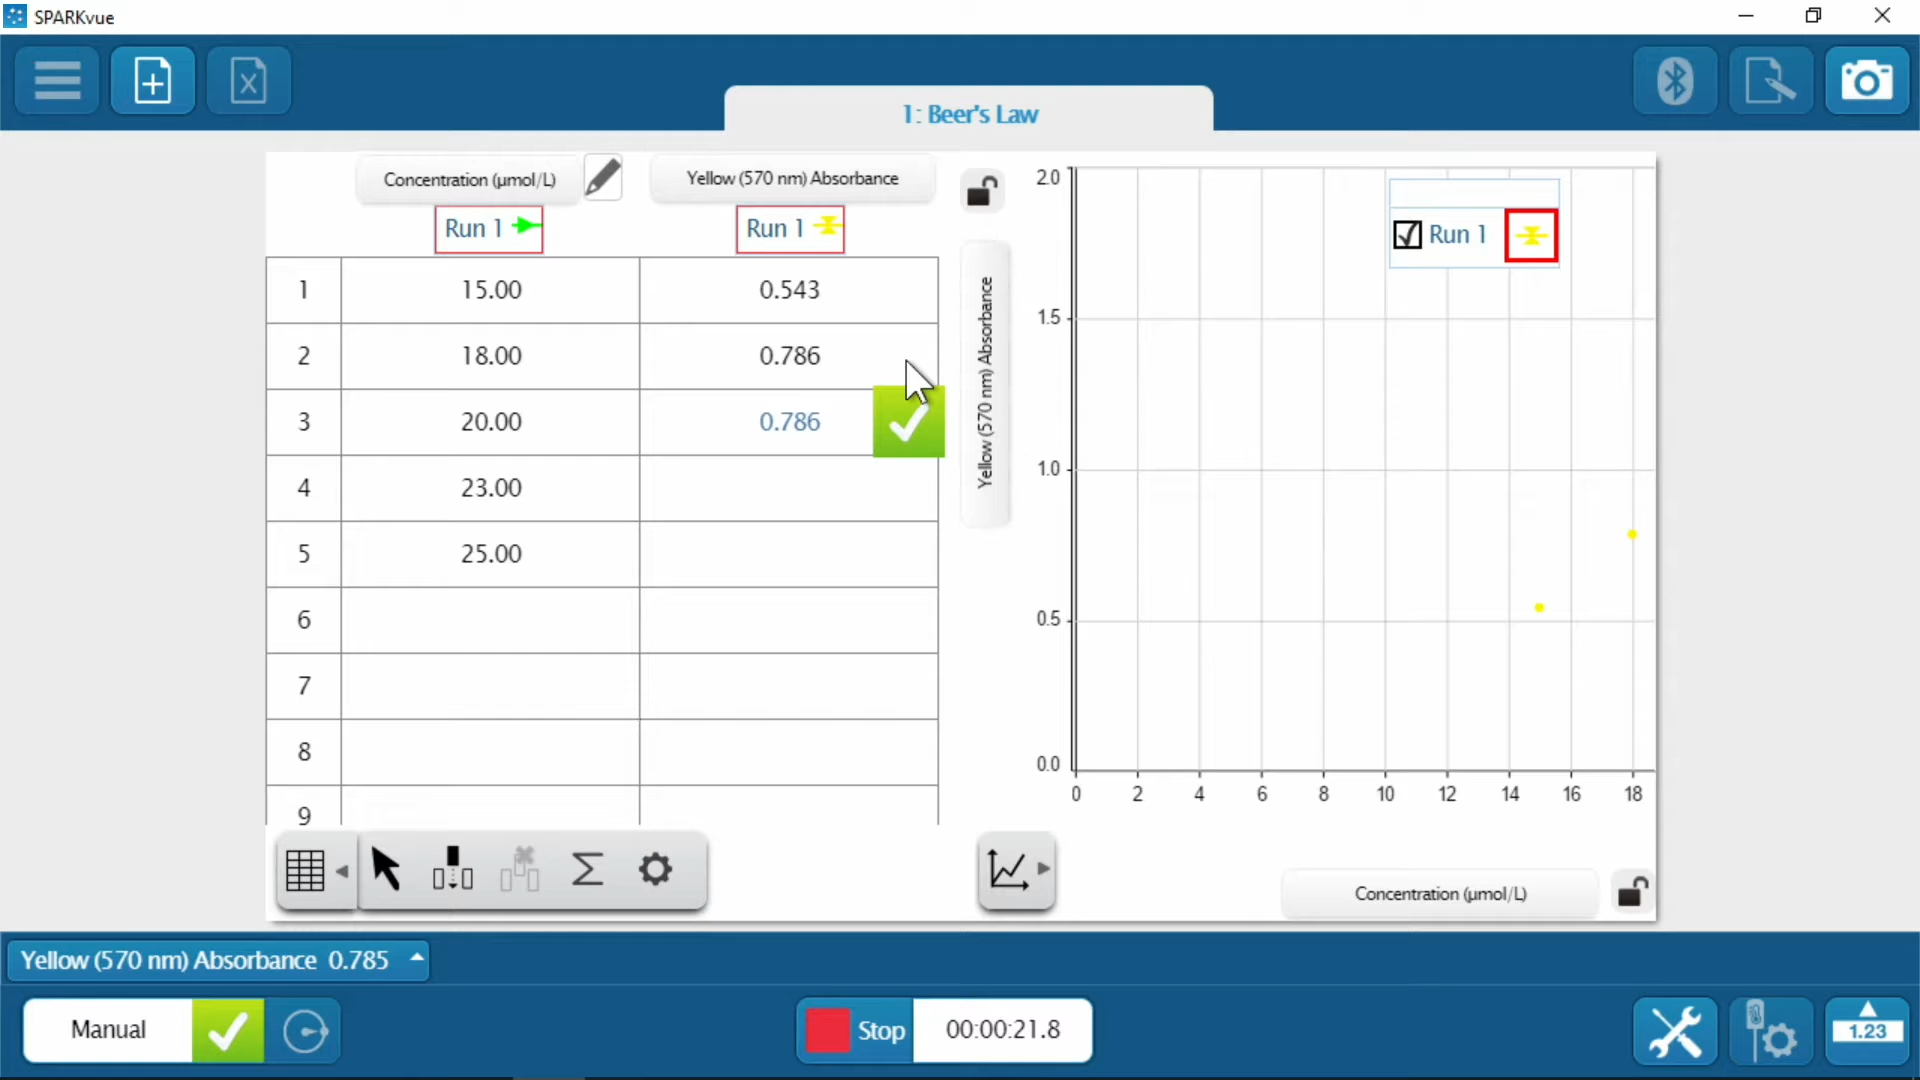 SPARKvue
1: Beer's Law
Concentration (µmol/L)
Yellow (570 nm) Absorbance
Run 1
Run 1
1 15.00 0.543
2 18.00 0.786
3 20.00 0.786
4 23.00
5 25.00
6
7
8
9
Yellow (570 nm) Absorbance
2.0
1.5
1.0
0.5
0.0
Run 1
0 2 4 6 8 10 12 14 16 18
Concentration (µmol/L)
Yellow (570 nm) Absorbance 0.785
Manual
Stop
00:00:21.8
1.23